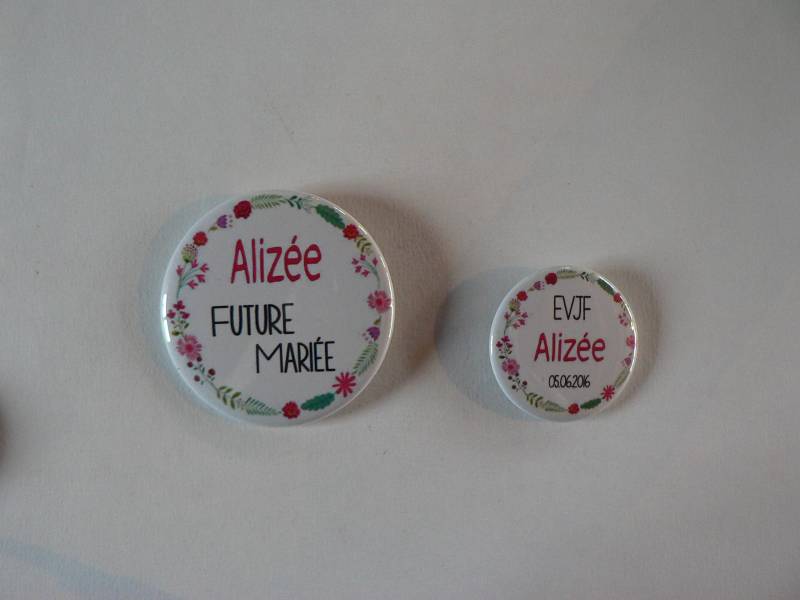 Alizée
FUTURE
MARIÉE
EVJF
Alizée
05.06.2016